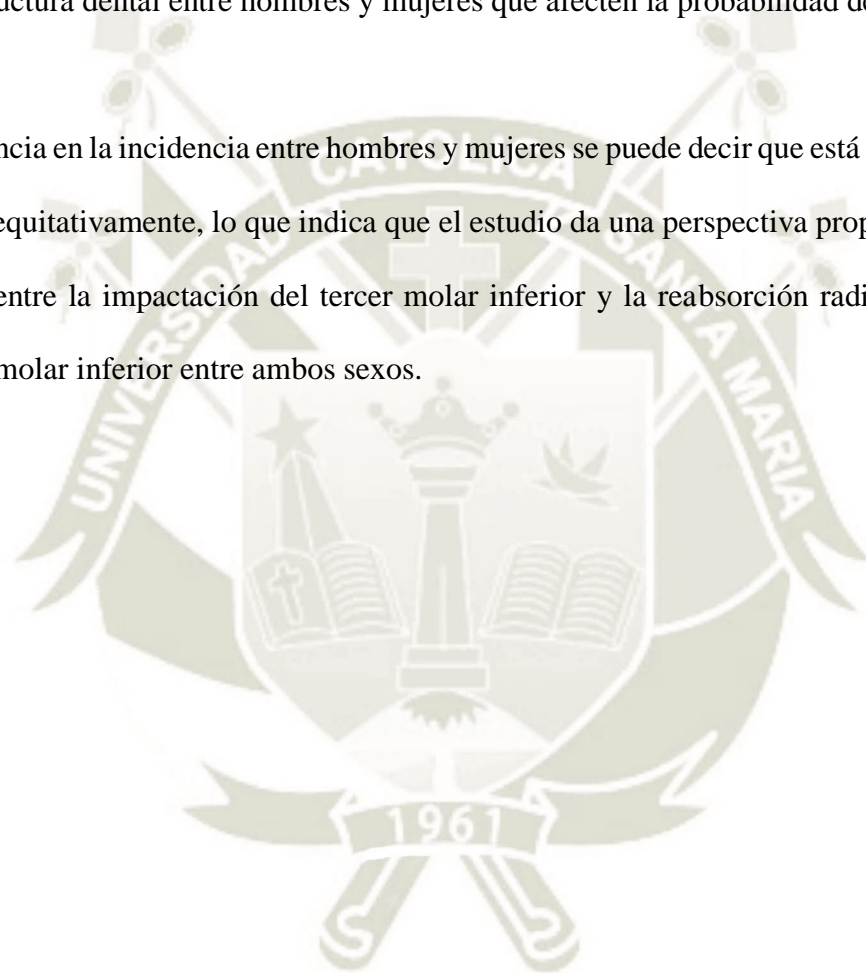 uctura dental entre hombres y mujeres que afecten la probabilidad de
ncia en la incidencia entre hombres y mujeres se puede decir que está
equitativamente, lo que indica que el estudio da una perspectiva prop
entre la impactación del tercer molar inferior y la reabsorción radi
molar inferior entre ambos sexos.
UNIVERSIDAD CATOLICA SANTA MARIA
1961